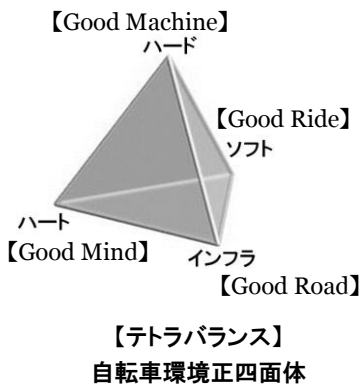 【Good Machine】
ハード
【Good Ride】
ソフト
ハート
【Good Mind】
インフラ
【Good Road】
【テトラバランス】
自転車環境正四面体